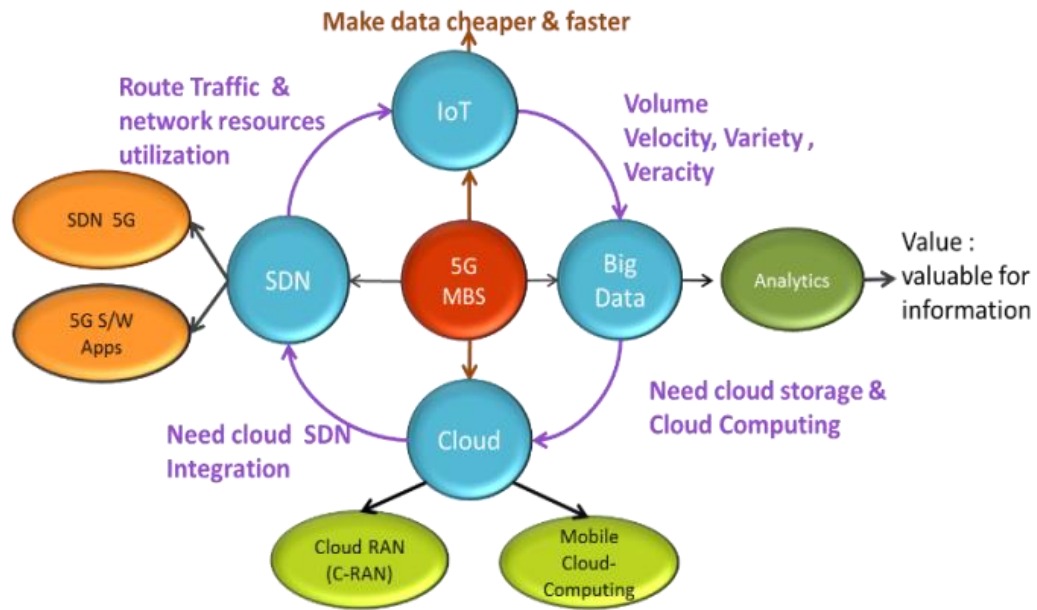 Make data cheaper & faster
Route Traffic &
network resources
utilization
IoT
Volume
Velocity, Variety ,
Veracity
SDN 5G
5G S/W
Apps
SDN
5G
MBS
Big
Data
Analytics
Value :
valuable for
information
Need cloud SDN
Integration
Cloud
Need cloud storage &
Cloud Computing
Cloud RAN
(C-RAN)
Mobile
Cloud-
Computing